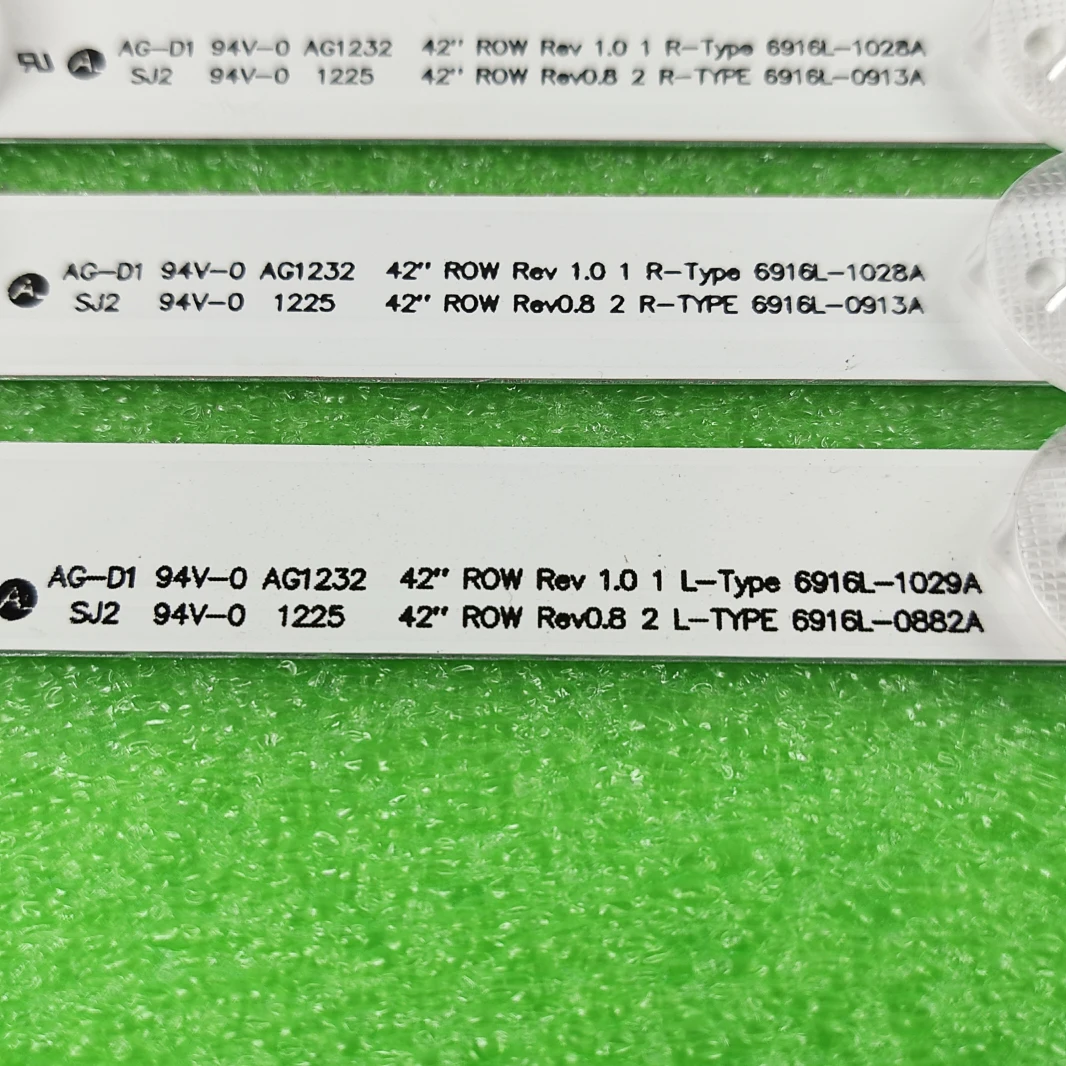 AG-D1 94V-0 AG1232 42" ROW Rev 1.0 1 R-Type 6916L-1028A
SJ2 94V-0 1225 42" ROW Rev0.8 2 R-TYPE 6916L-0913A
AG-D1 94V-0 AG1232 42" ROW Rev 1.0 1 R-Type 6916L-1028A
SJ2 94V-0 1225 42" ROW Rev0.8 2 R-TYPE 6916L-0913A
AG-D1 94V-0 AG1232 42" ROW Rev 1.0 1 L-Type 6916L-1029A
SJ2 94V-0 1225 42" ROW Rev0.8 2 L-TYPE 6916L-0882A